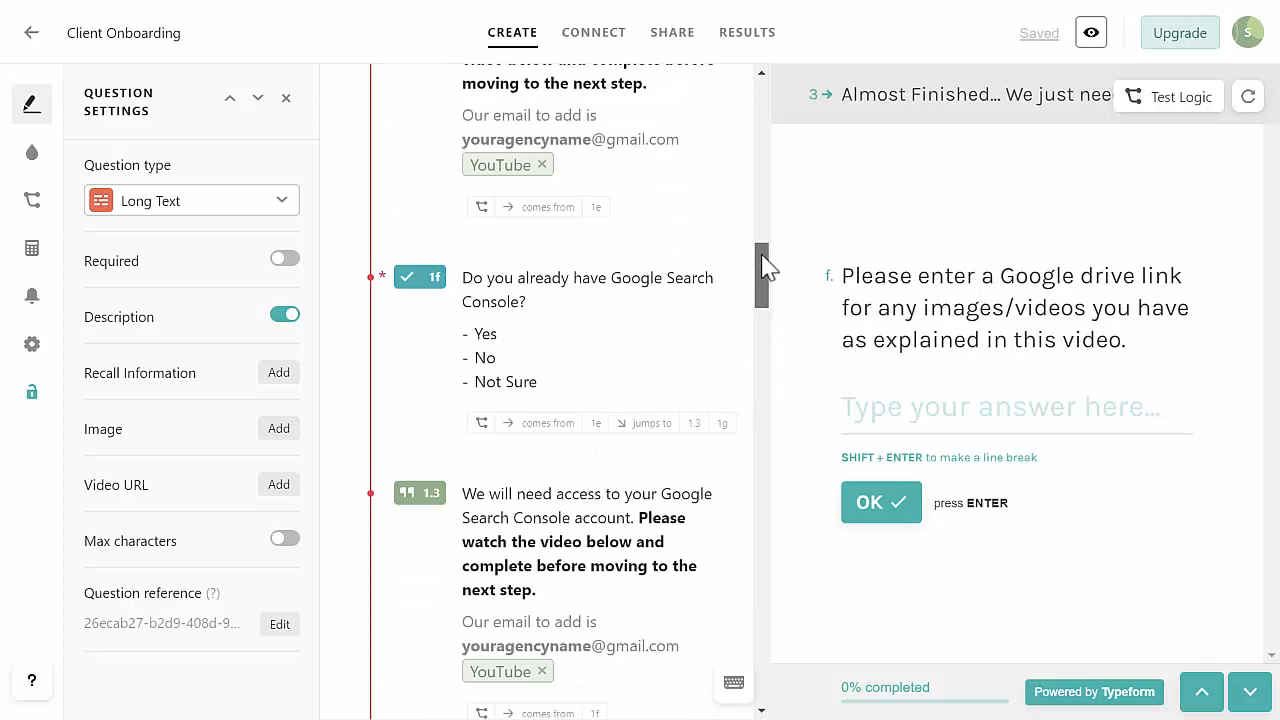 Client Onboarding
CREATE
CONNECT
SHARE
RESULTS
Saved
Upgrade
S
QUESTION
SETTINGS
Question type
Long Text
Required
Description
Recall Information
Add
Image
Add
Video URL
Add
Max characters
Question reference (?)
26ecab27-b2d9-408d-9...
Edit
?
moving to the next step.
Our email to add is
youragencyname@gmail.com
YouTube ×
comes from 1e
* 1f
Do you already have Google Search
Console?
- Yes
- No
- Not Sure
comes from 1e jumps to 1.3 1g
1.3
We will need access to your Google
Search Console account. Please
watch the video below and
complete before moving to the
next step.
Our email to add is
youragencyname@gmail.com
YouTube ×
comes from 1f
3 → Almost Finished... We just nee
Test Logic
f. Please enter a Google drive link
for any images/videos you have
as explained in this video.
Type your answer here...
SHIFT + ENTER to make a line break
OK ✓
press ENTER
0% completed
Powered by Typeform